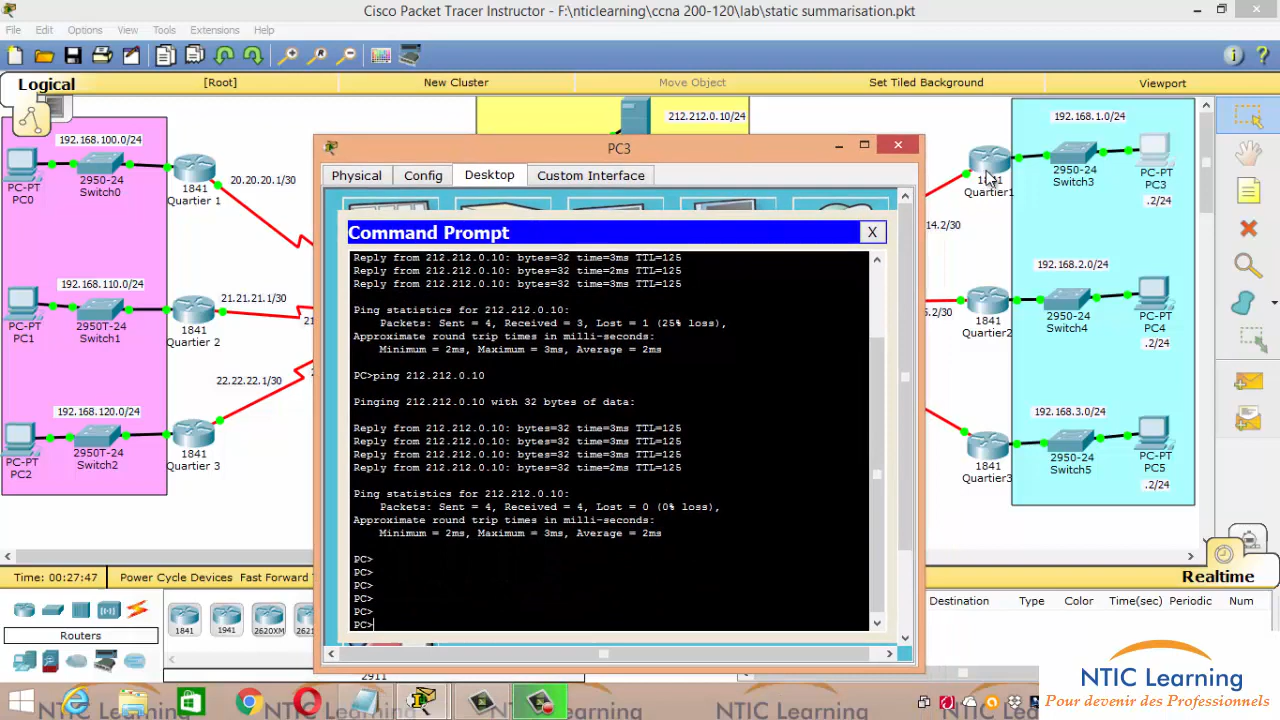 Cisco Packet Tracer Instructor - F:\nticlearning\ccna 200-120\lab\static summarisation.pkt
File Edit Options View Tools Extensions Help
Logical
[Root]
New Cluster
Move Object
Set Tiled Background
Viewport
192.168.100.0/24
PC-PT
PC0
2950-24
Switch0
1841
Quartier 1
20.20.20.1/30
192.168.110.0/24
PC-PT
PC1
2950T-24
Switch1
1841
Quartier 2
21.21.21.1/30
21
192.168.120.0/24
PC-PT
PC2
2950T-24
Switch2
1841
Quartier 3
22.22.22.1/30
212.212.0.10/24
192.168.1.0/24
Quartier1
2950-24
Switch3
PC-PT
PC3
.2/24
14.2/30
192.168.2.0/24
1841
Quartier2
2950-24
Switch4
PC-PT
PC4
.2/24
5.2/30
192.168.3.0/24
1841
Quartier3
2950-24
Switch5
PC-PT
PC5
.2/24
PC3
Physical
Config
Desktop
Custom Interface
Command Prompt
X
Reply from 212.212.0.10: bytes=32 time=3ms TTL=125
Reply from 212.212.0.10: bytes=32 time=2ms TTL=125
Reply from 212.212.0.10: bytes=32 time=3ms TTL=125
Ping statistics for 212.212.0.10:
Packets: Sent = 4, Received = 3, Lost = 1 (25% loss),
Approximate round trip times in milli-seconds:
Minimum = 2ms, Maximum = 3ms, Average = 2ms
PC>ping 212.212.0.10
Pinging 212.212.0.10 with 32 bytes of data:
Reply from 212.212.0.10: bytes=32 time=3ms TTL=125
Reply from 212.212.0.10: bytes=32 time=3ms TTL=125
Reply from 212.212.0.10: bytes=32 time=3ms TTL=125
Reply from 212.212.0.10: bytes=32 time=2ms TTL=125
Ping statistics for 212.212.0.10:
Packets: Sent = 4, Received = 4, Lost = 0 (0% loss),
Approximate round trip times in milli-seconds:
Minimum = 2ms, Maximum = 3ms, Average = 2ms
PC>
PC>
PC>
PC>
PC>
PC>
Time: 00:27:47
Power Cycle Devices Fast Forward T
Realtime
Routers
1841
1941
2620XM
2621
2911
Destination Type Color Time(sec) Periodic Num
NTIC Learning
Pour devenir des Professionnels
NTIC Learning
NTIC Learning
NTIC Learning
NTIC Learning